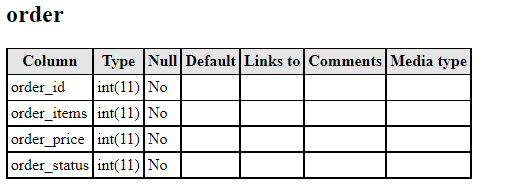 order
Column Type Null Default Links to Comments Media type
order_id int(11) No
order_items int(11) No
order_price int(11) No
order_status int(11) No